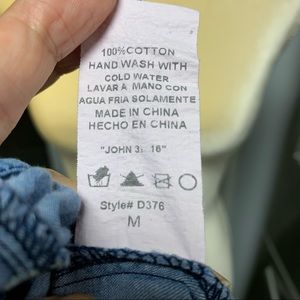 100%COTTON
HAND WASH WITH
COLD WATER
LAVAR A MANO CON
AGUA FRIA SOLAMENTE
MADE IN CHINA
HECHO EN CHINA
"JOHN 3: 16"
Style# D376
M